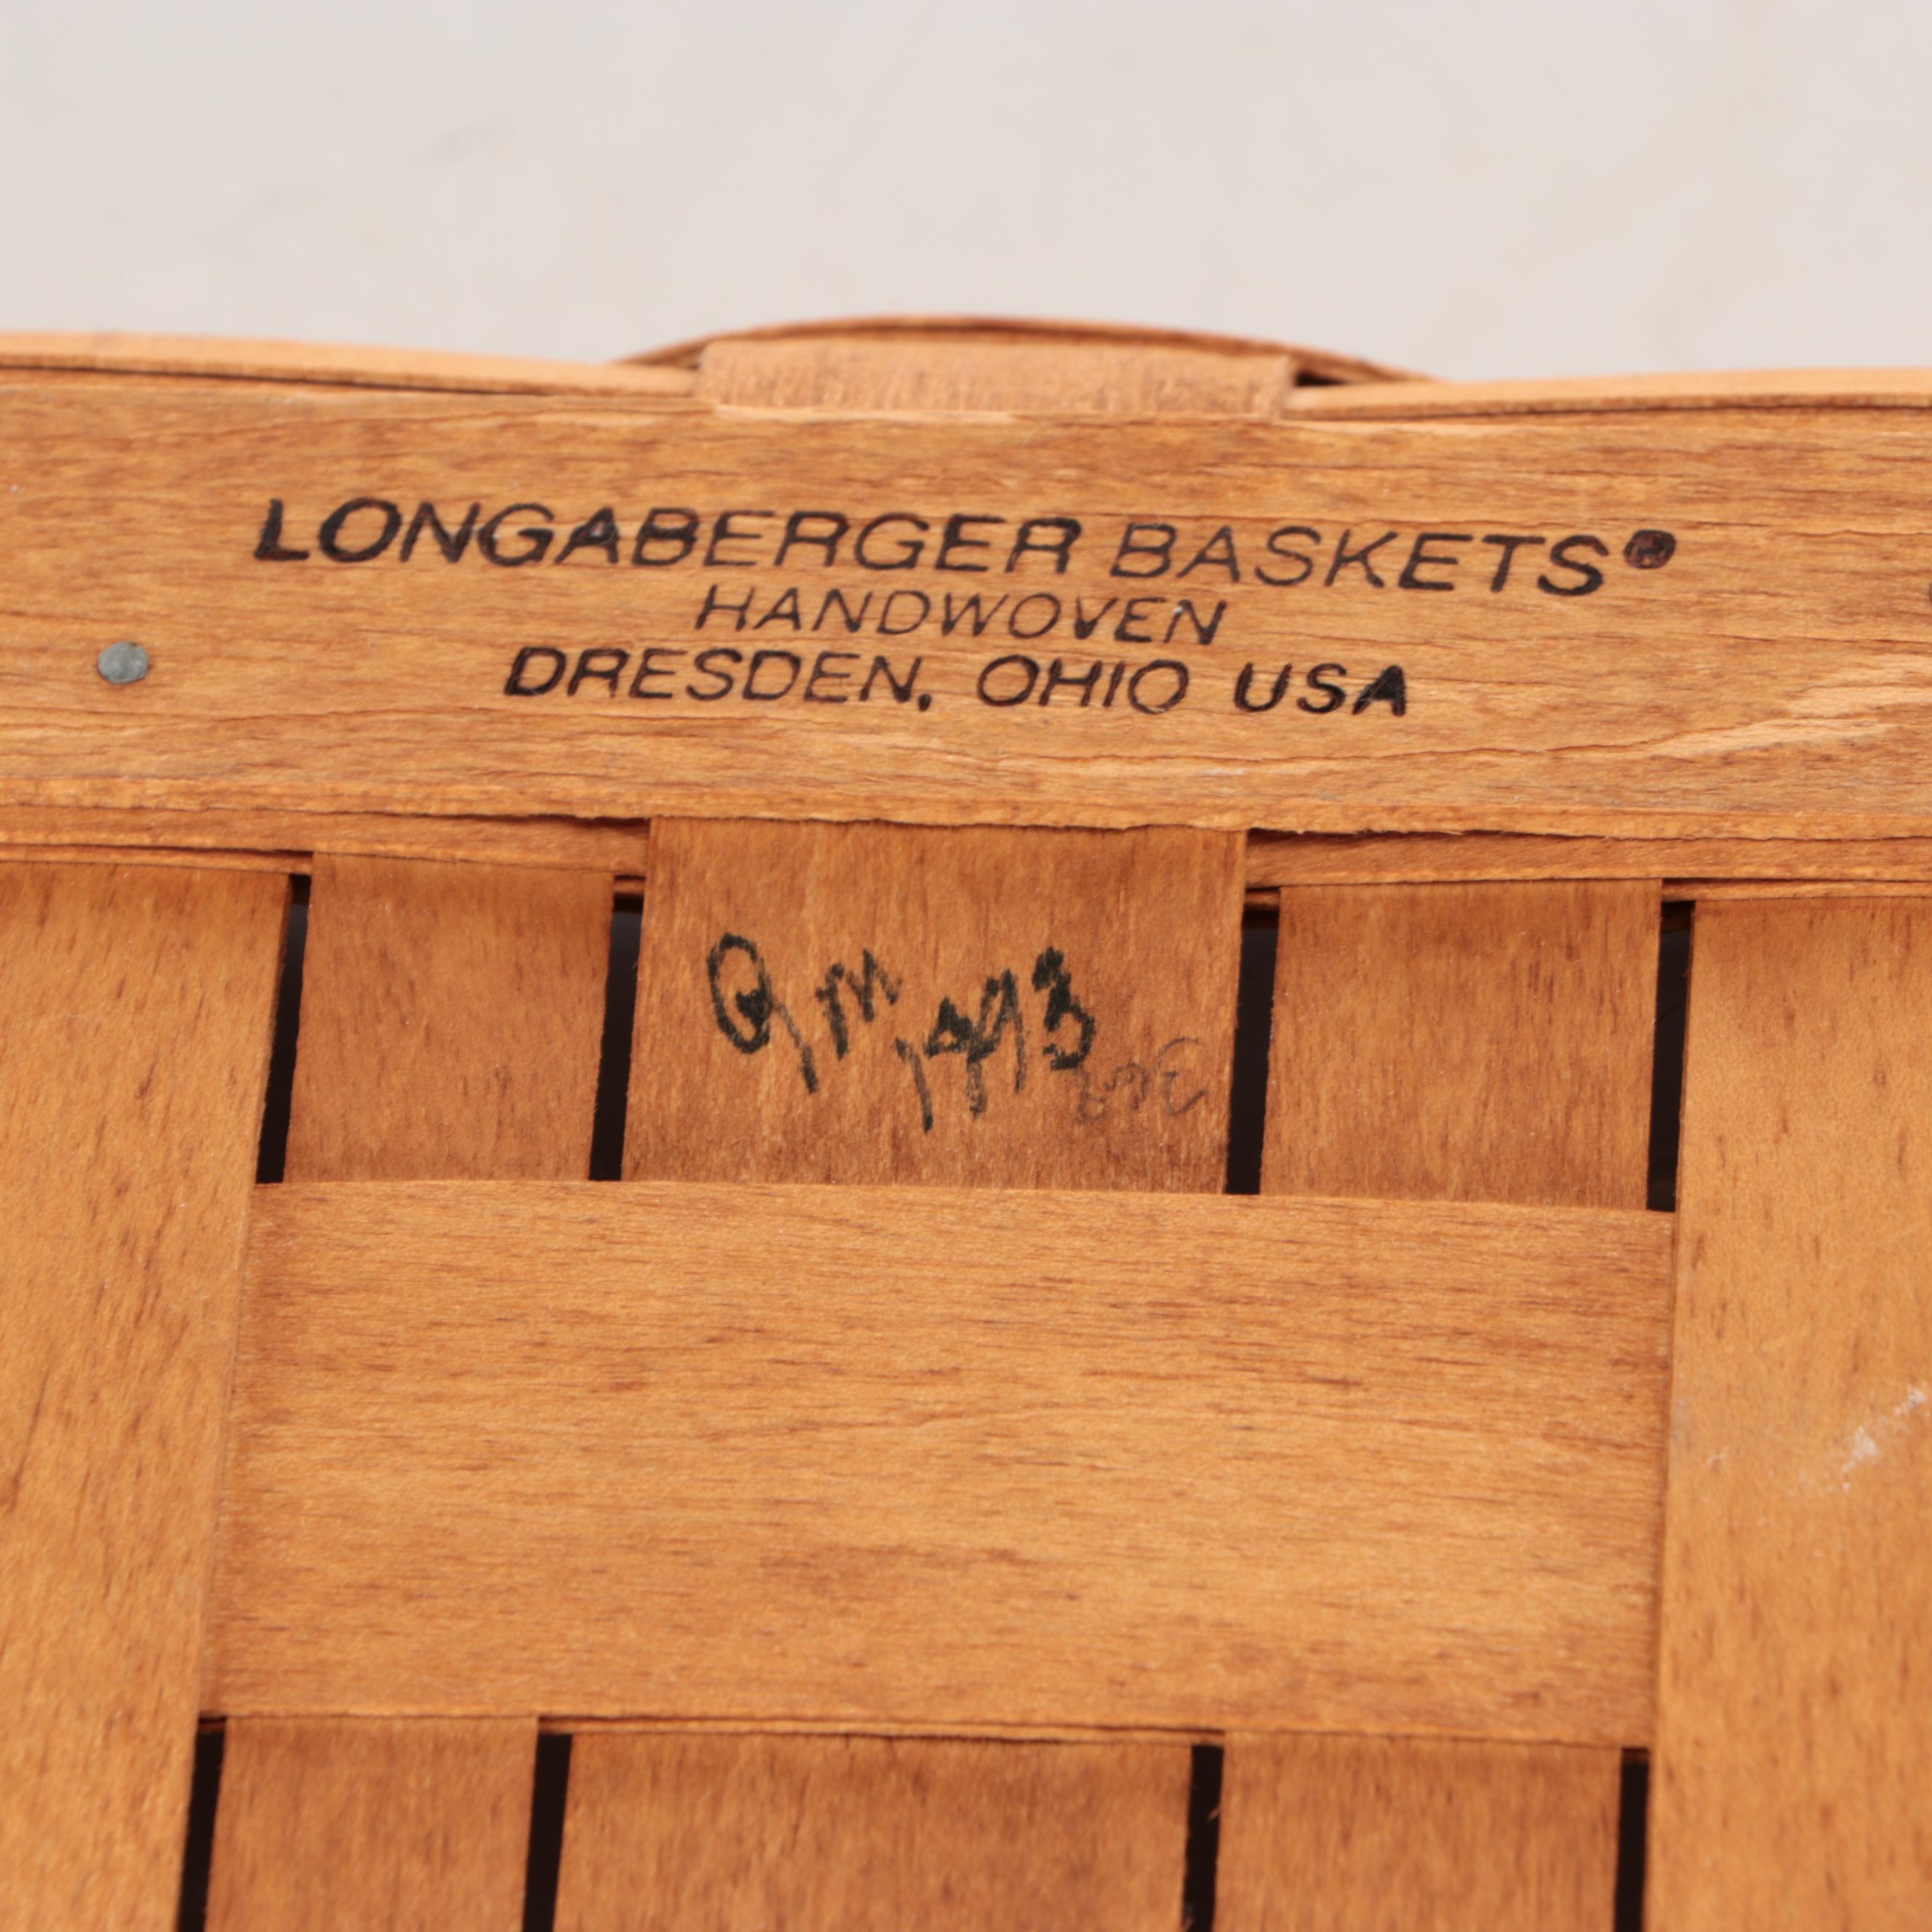 LONGABERGER BASKETS®
HANDWOVEN
DRESDEN, OHIO USA
1993